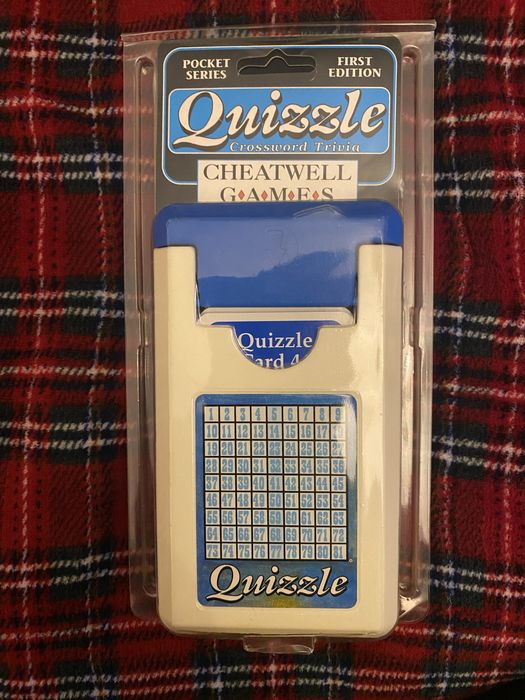 POCKET SERIES
FIRST EDITION
Quizzle
Crossword Trivia
CHEATWELL
G♦A♦M♦E♦S
Quizzle
Card 4
1 2 3 4 5 6 7 8 9
10 11 12 13 14 15 16 17 18
19 20 21 22 23 24 25 26 27
28 29 30 31 32 33 34 35 36
37 38 39 40 41 42 43 44 45
46 47 48 49 50 51 52 53 54
55 56 57 58 59 60 61 62 63
64 65 66 67 68 69 70 71 72
73 74 75 76 77 78 79 80 81
Quizzle